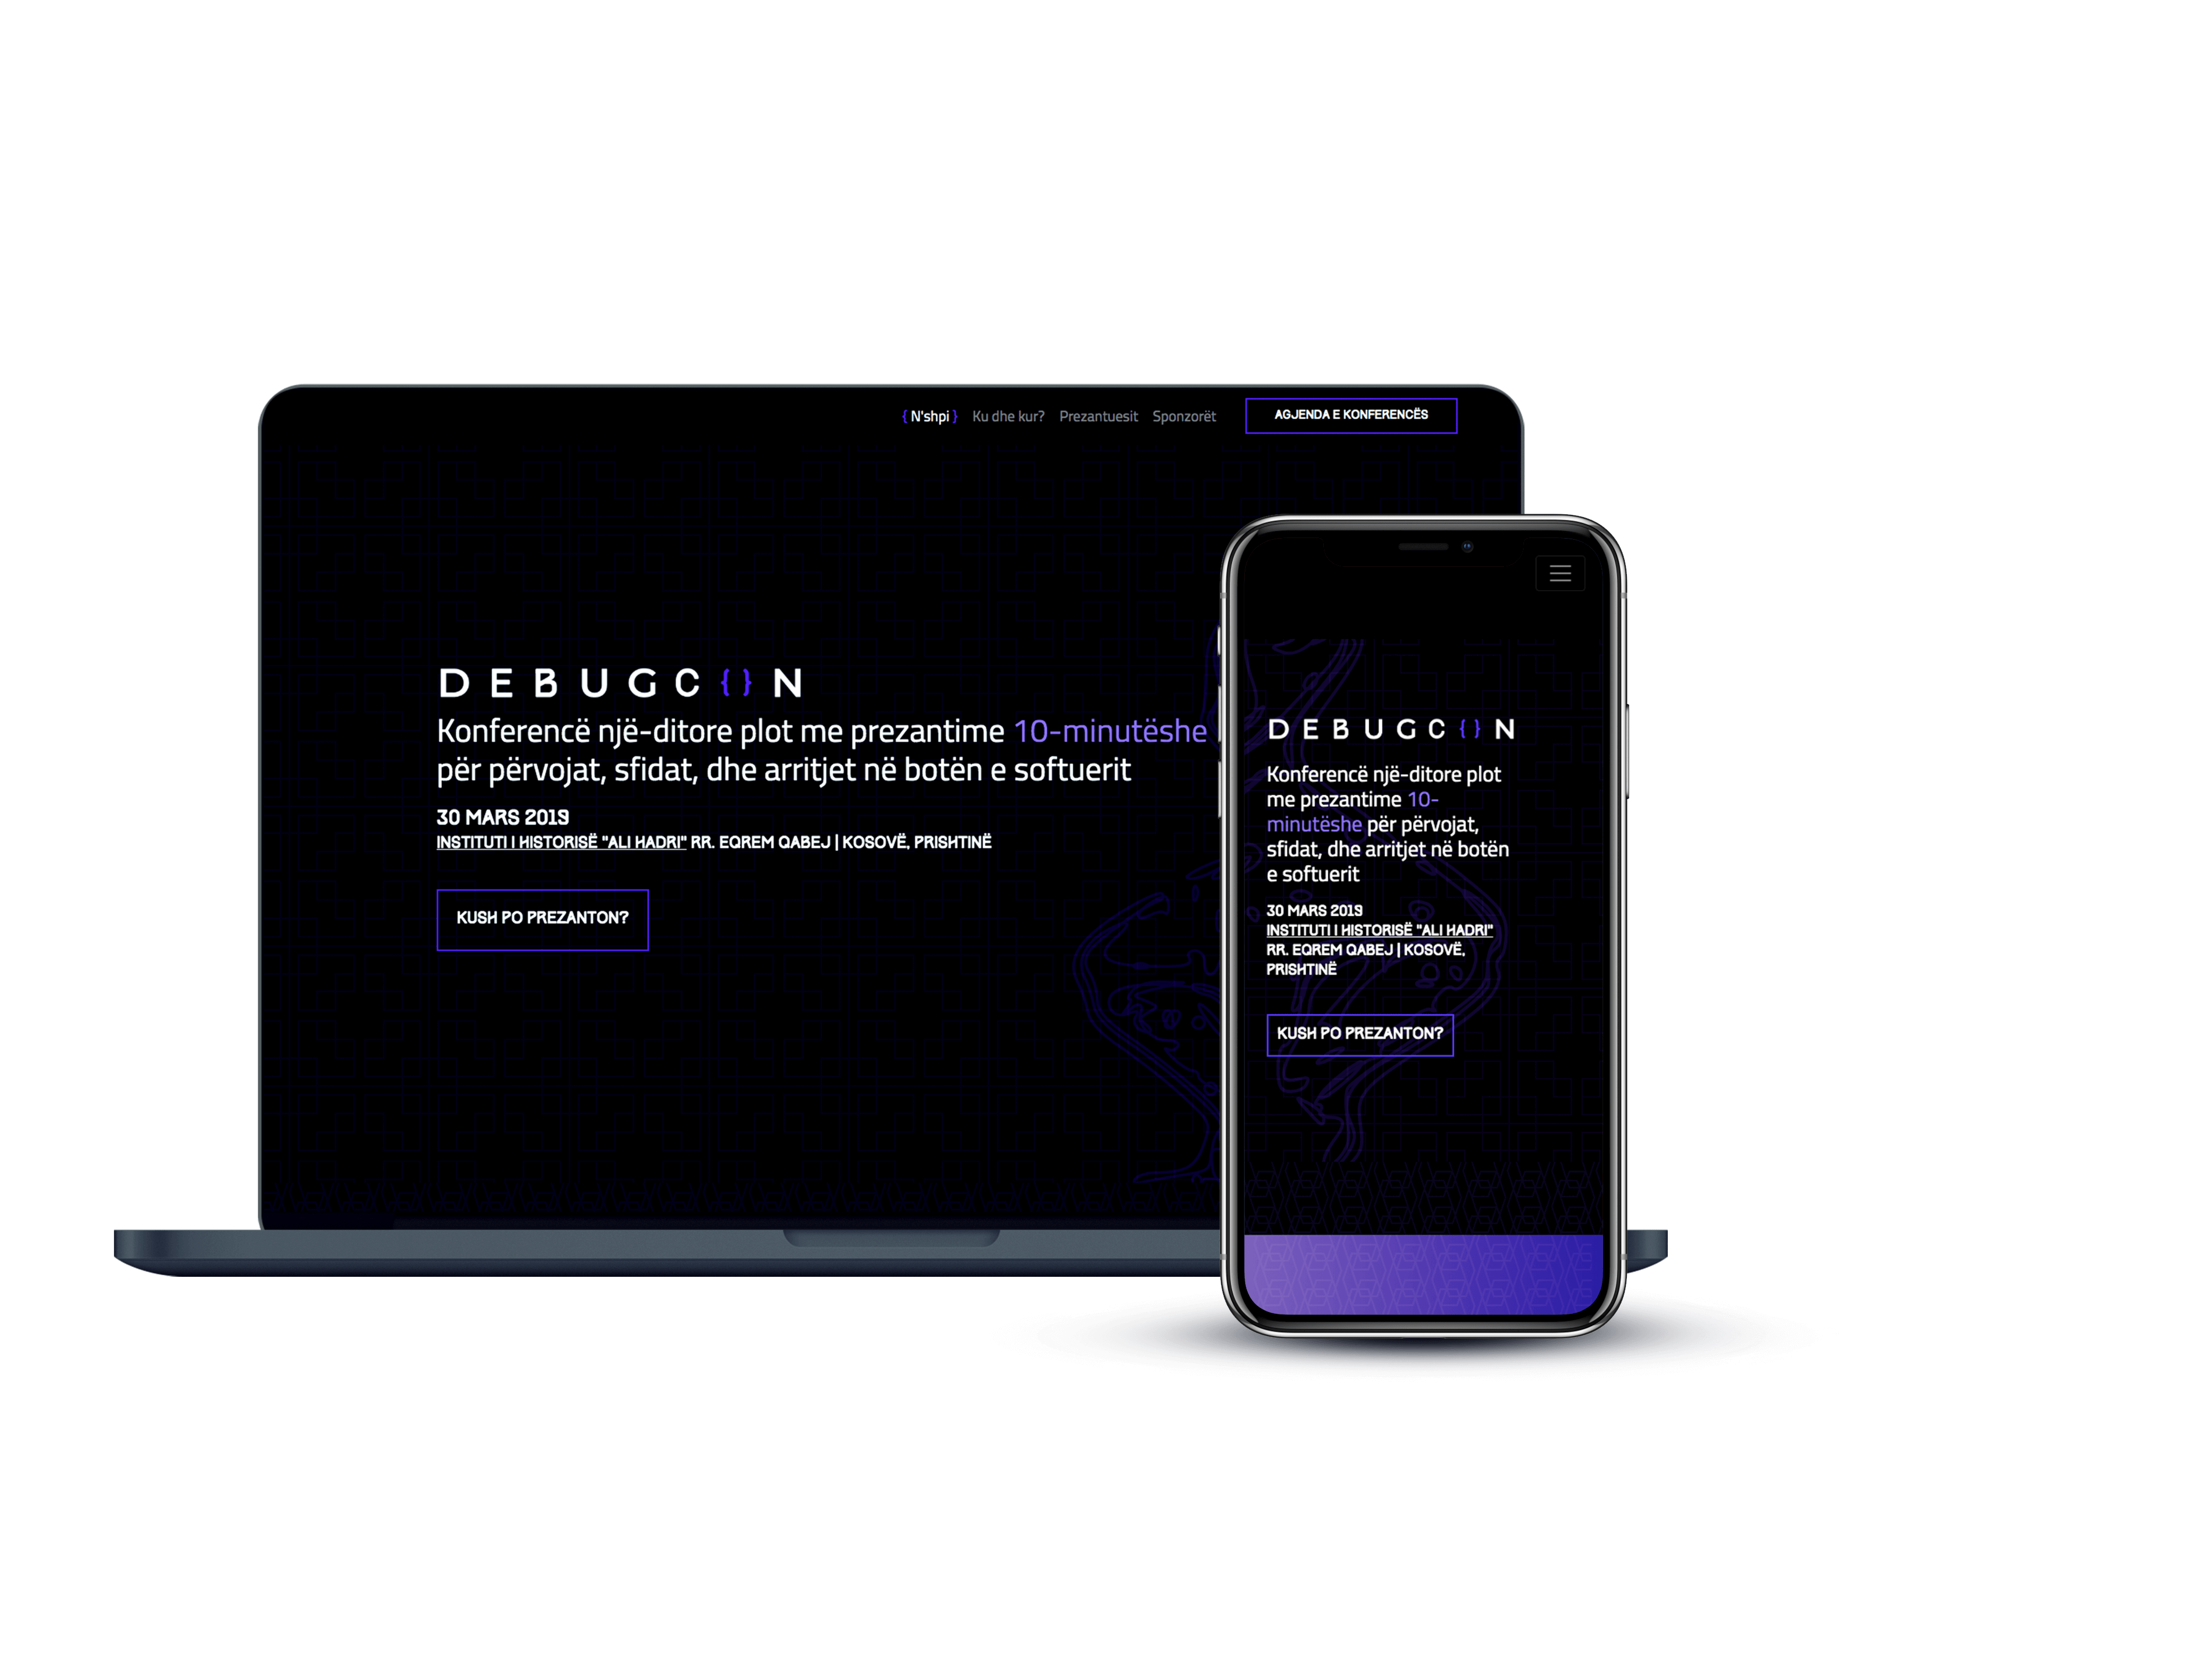 { N'shpi } Ku dhe kur? Prezantuesit Sponzorët AGJENDA E KONFERENCËS
DEBUGC{}N
Konferencë një-ditore plot me prezantime 10-minutëshe
për përvojat, sfidat, dhe arritjet në botën e softuerit
30 MARS 2019
INSTITUTI I HISTORISË "ALI HADRI" RR. EQREM QABEJ | KOSOVË, PRISHTINË
KUSH PO PREZANTON?
DEBUGC{}N
Konferencë një-ditore plot
me prezantime 10-
minutëshe për përvojat,
sfidat, dhe arritjet në botën
e softuerit
30 MARS 2019
INSTITUTI I HISTORISË "ALI HADRI"
RR. EQREM QABEJ | KOSOVË,
PRISHTINË
KUSH PO PREZANTON?